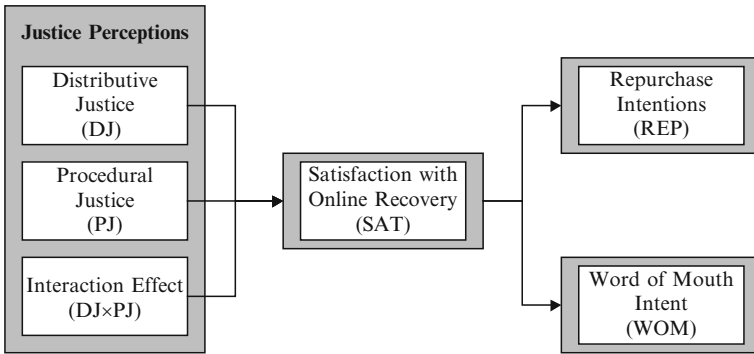 Justice Perceptions
Distributive
Justice
(DJ)
Procedural
Justice
(PJ)
Interaction Effect
(DJ×PJ)
Satisfaction with
Online Recovery
(SAT)
Repurchase
Intentions
(REP)
Word of Mouth
Intent
(WOM)